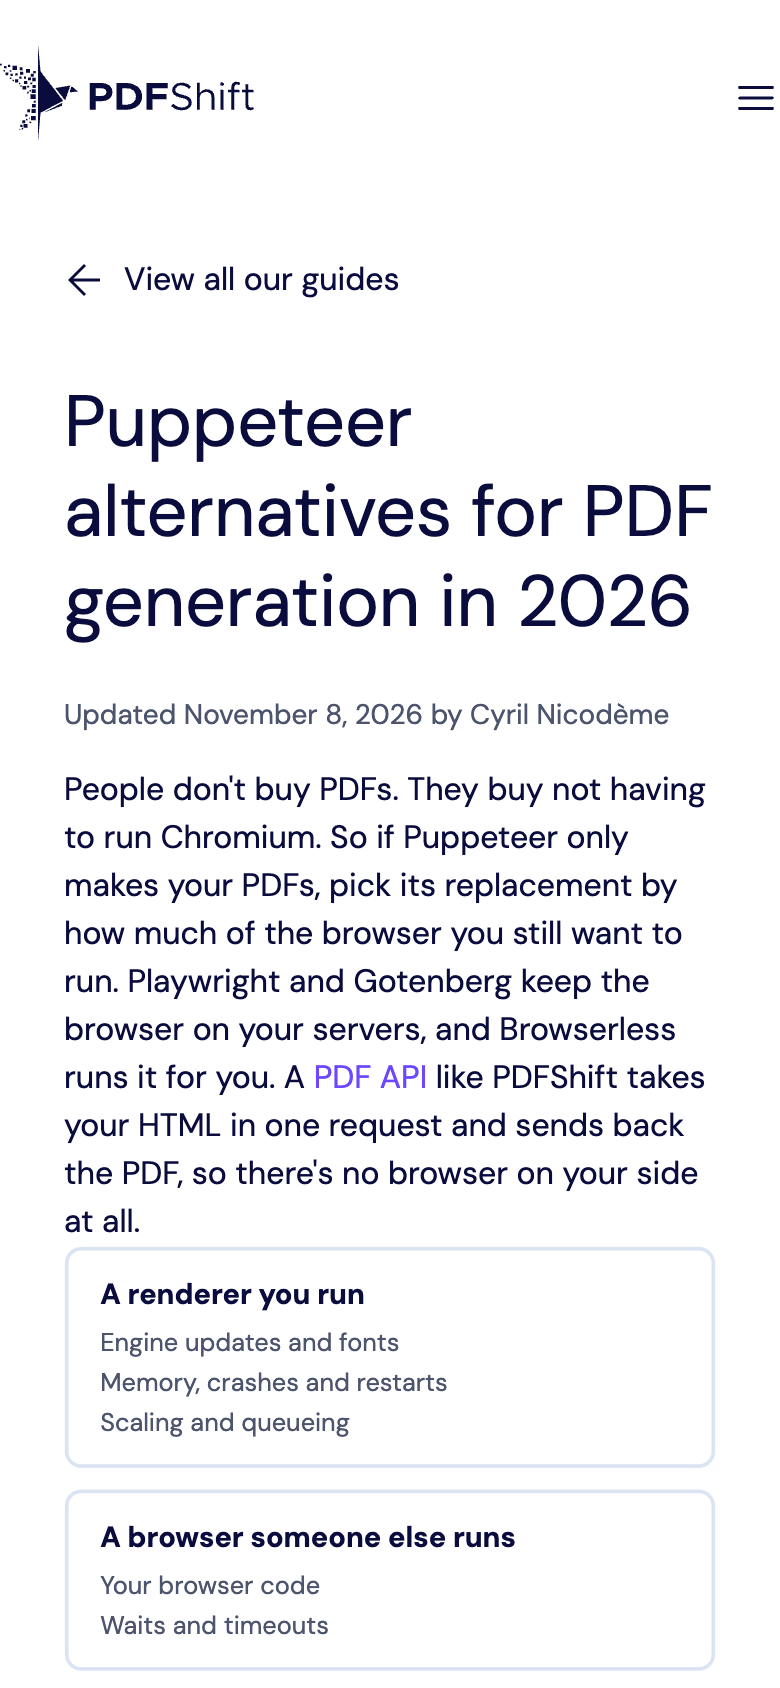 PDFShift
View all our guides
Puppeteer
alternatives for PDF
generation in 2026
Updated November 8, 2026 by Cyril Nicodème
People don't buy PDFs. They buy not having
to run Chromium. So if Puppeteer only
makes your PDFs, pick its replacement by
how much of the browser you still want to
run. Playwright and Gotenberg keep the
browser on your servers, and Browserless
runs it for you. A PDF API like PDFShift takes
your HTML in one request and sends back
the PDF, so there's no browser on your side
at all.
A renderer you run
Engine updates and fonts
Memory, crashes and restarts
Scaling and queueing
A browser someone else runs
Your browser code
Waits and timeouts